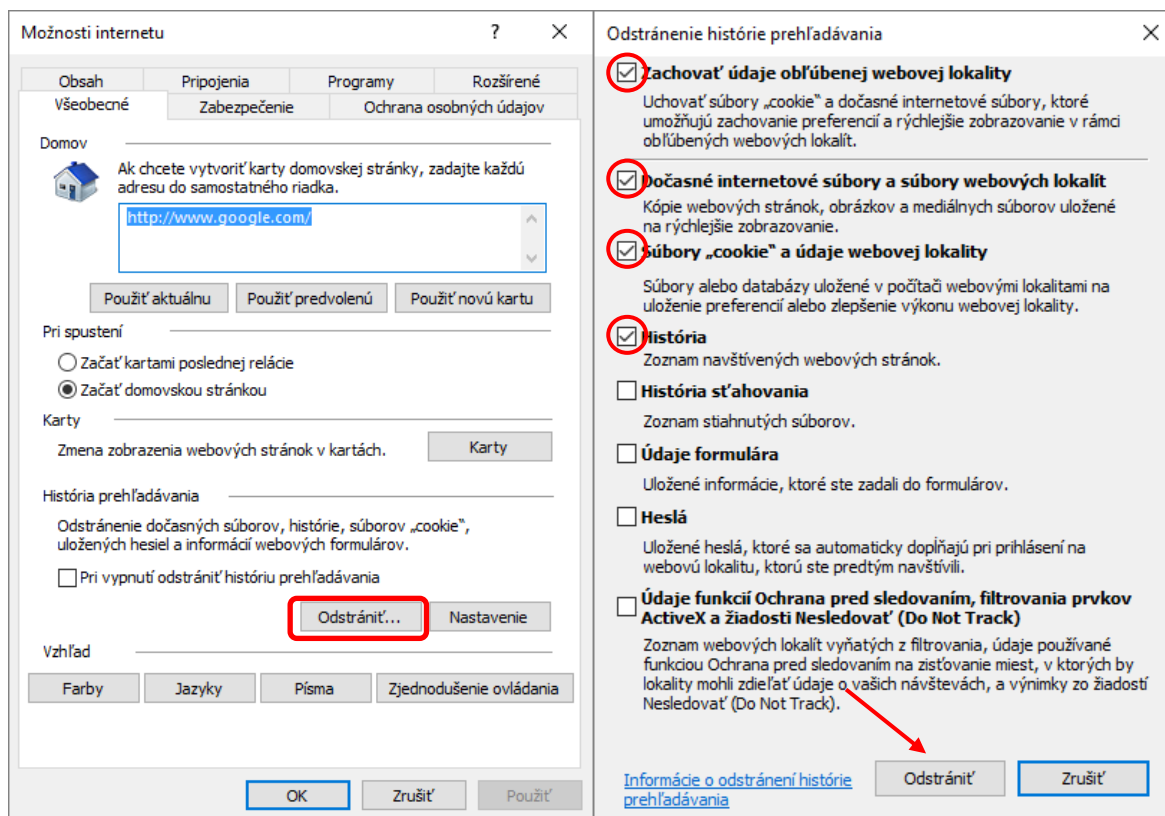 Možnosti internetu
?
Obsah
Pripojenia
Programy
Rozšírené
Všeobecné
Zabezpečenie
Ochrana osobných údajov
Domov
Ak chcete vytvoriť karty domovskej stránky, zadajte každú
adresu do samostatného riadka.
http://www.google.com/
Použiť aktuálnu
Použiť predvolenú
Použiť novú kartu
Pri spustení
Začať kartami poslednej relácie
Začať domovskou stránkou
Karty
Zmena zobrazenia webových stránok v kartách.
Karty
História prehľadávania
Odstránenie dočasných súborov, histórie, súborov „cookie“,
uložených hesiel a informácií webových formulárov.
Pri vypnutí odstrániť históriu prehľadávania
Odstrániť...
Nastavenie
Vzhľad
Farby
Jazyky
Písma
Zjednodušenie ovládania
OK
Zrušiť
Použiť
Odstránenie histórie prehľadávania
Zachovať údaje obľúbenej webovej lokality
Uchovať súbory „cookie“ a dočasné internetové súbory, ktoré
umožňujú zachovanie preferencií a rýchlejšie zobrazovanie v rámci
obľúbených webových lokalít.
Dočasné internetové súbory a súbory webových lokalít
Kópie webových stránok, obrázkov a mediálnych súborov uložené
na rýchlejšie zobrazovanie.
Súbory „cookie“ a údaje webovej lokality
Súbory alebo databázy uložené v počítači webovými lokalitami na
uloženie preferencií alebo zlepšenie výkonu webovej lokality.
História
Zoznam navštívených webových stránok.
História sťahovania
Zoznam stiahnutých súborov.
Údaje formulára
Uložené informácie, ktoré ste zadali do formulárov.
Heslá
Uložené heslá, ktoré sa automaticky dopĺňajú pri prihlásení na
webovú lokalitu, ktorú ste predtým navštívili.
Údaje funkcií Ochrana pred sledovaním, filtrovania prvkov
ActiveX a žiadosti Nesledovať (Do Not Track)
Zoznam webových lokalít vyňatých z filtrovania, údaje používané
funkciou Ochrana pred sledovaním na zisťovanie miest, v ktorých by
lokality mohli zdieľať údaje o vašich návštevách, a výnimky zo žiadostí
Nesledovať (Do Not Track).
Informácie o odstránení histórie
prehľadávania
Odstrániť
Zrušiť